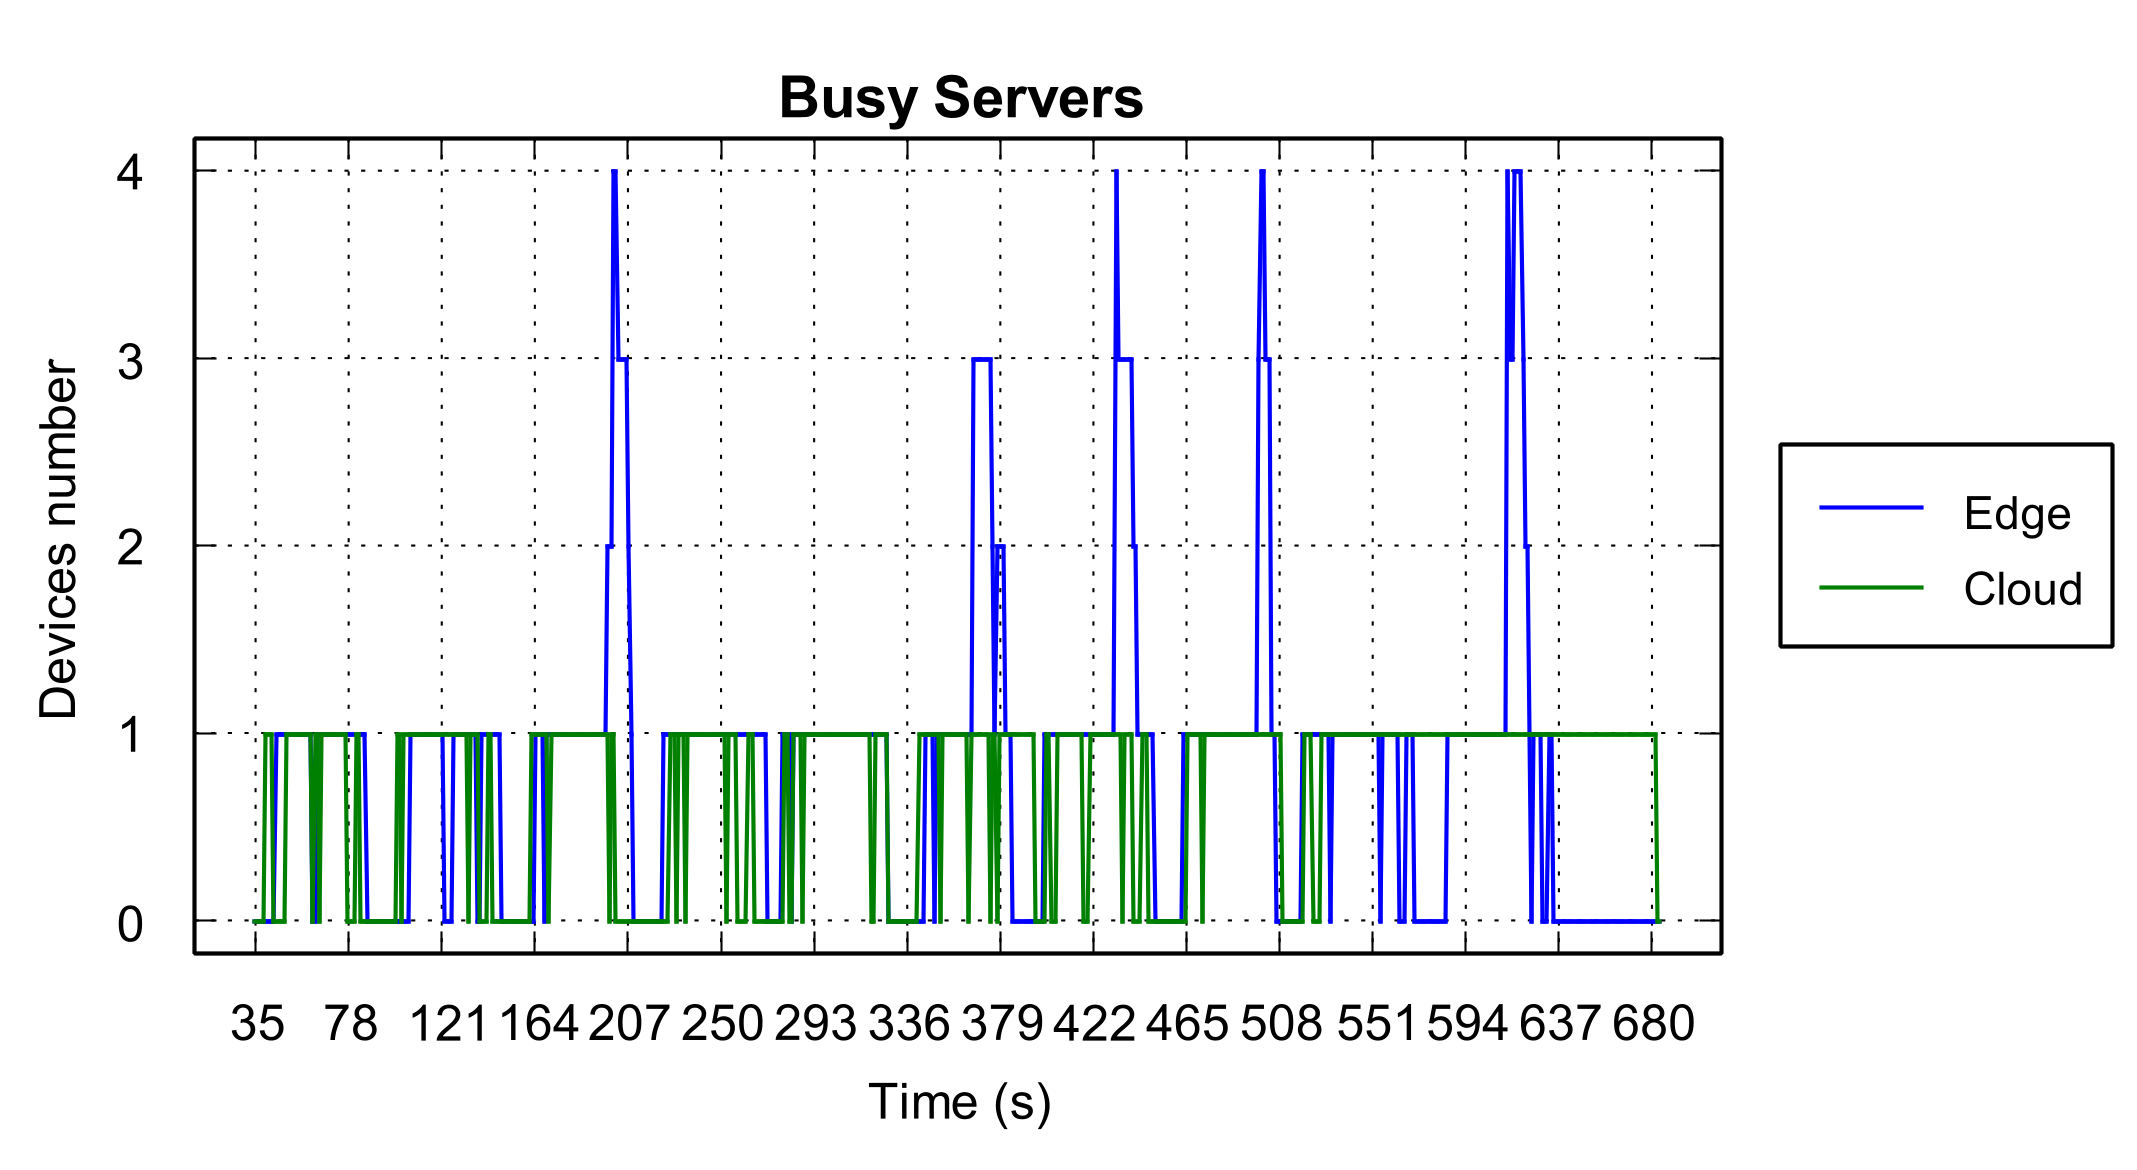 Busy Servers
4
3
2
1
0
Devices number
35 78 121 164 207 250 293 336 379 422 465 508 551 594 637 680
Time (s)
Edge
Cloud